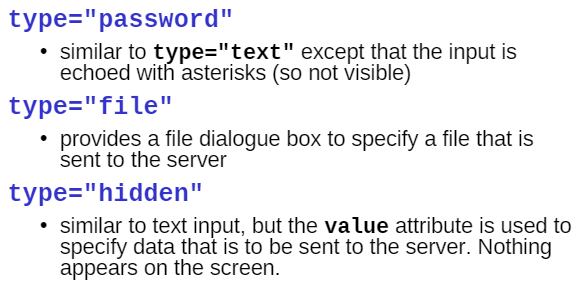 type="password"
• similar to type="text" except that the input is
echoed with asterisks (so not visible)
type="file"
• provides a file dialogue box to specify a file that is
sent to the server
type="hidden"
• similar to text input, but the value attribute is used to
specify data that is to be sent to the server. Nothing
appears on the screen.